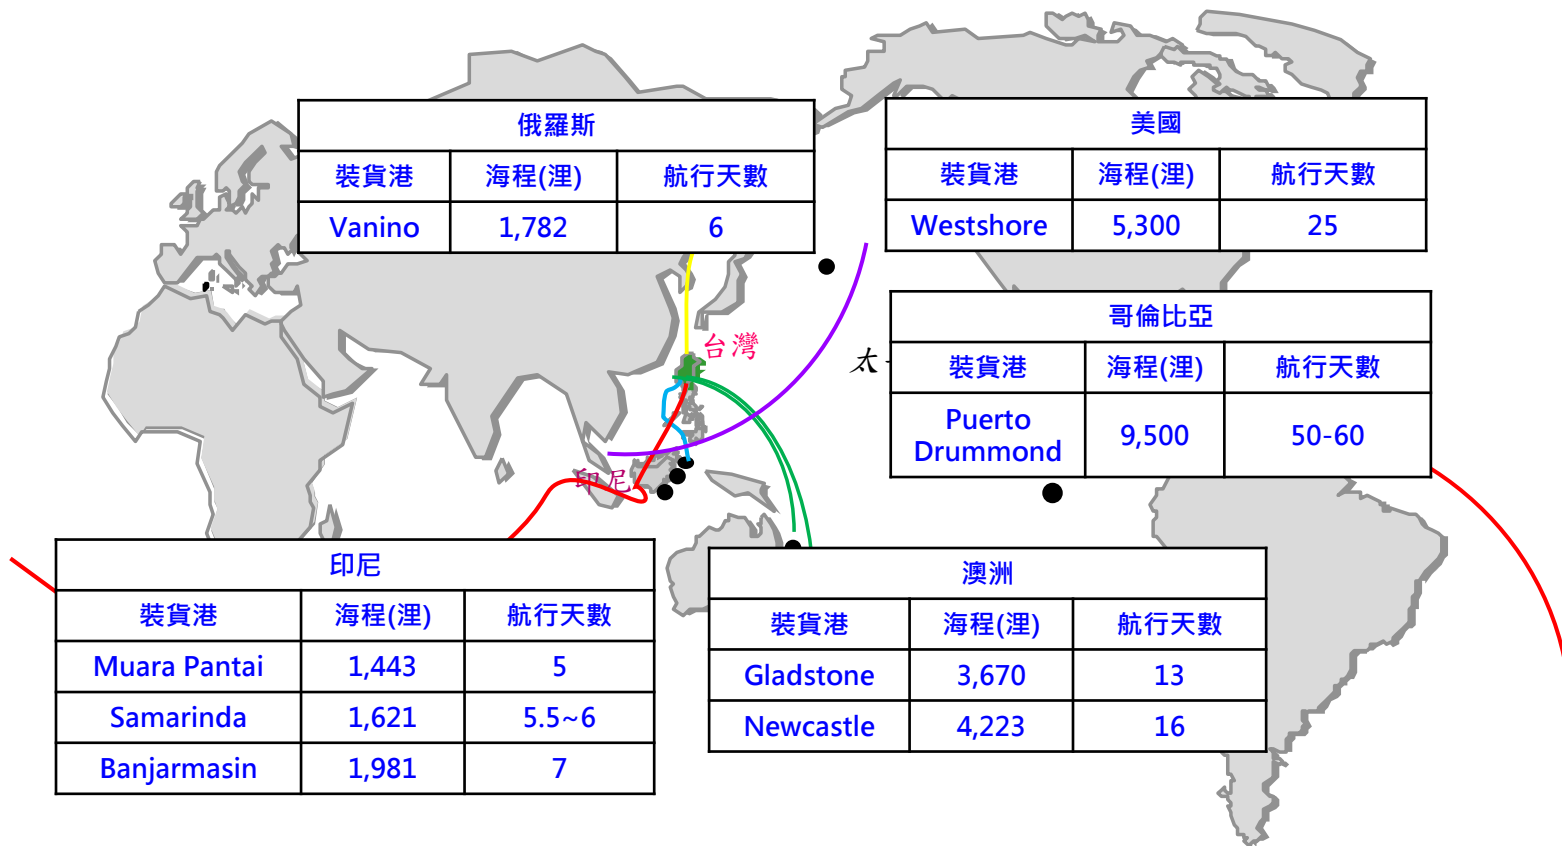 俄羅斯
裝貨港 海程(浬) 航行天數
Vanino 1,782 6
美國
裝貨港 海程(浬) 航行天數
Westshore 5,300 25
哥倫比亞
裝貨港 海程(浬) 航行天數
Puerto Drummond 9,500 50-60
台灣
太
印尼
印尼
裝貨港 海程(浬) 航行天數
Muara Pantai 1,443 5
Samarinda 1,621 5.5~6
Banjarmasin 1,981 7
澳洲
裝貨港 海程(浬) 航行天數
Gladstone 3,670 13
Newcastle 4,223 16